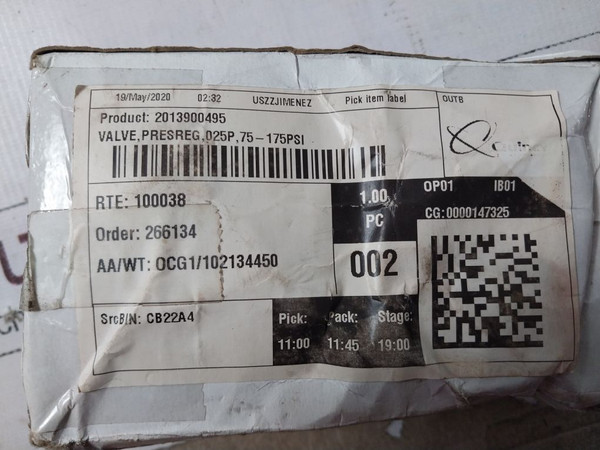 19/May/2020 02:32 USZZJIMENEZ Pick item label OUTB
Product: 2013900495
VALVE,PRESREG,.025P,75-175PSI
RTE: 100038 1.00 OP01 IB01
Order: 266134 PC CG:0000147325
AA/WT: OCG1/102134450 002
SrcB/N: CB22A4 Pick: Pack: Stage:
11:00 11:45 19:00